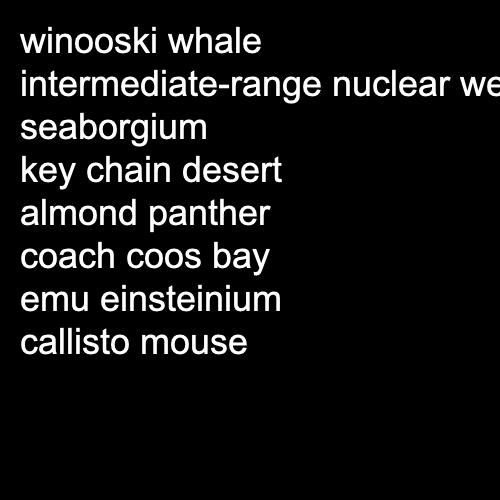 winooski whale
intermediate-range nuclear we
seaborgium
key chain desert
almond panther
coach coos bay
emu einsteinium
callisto mouse